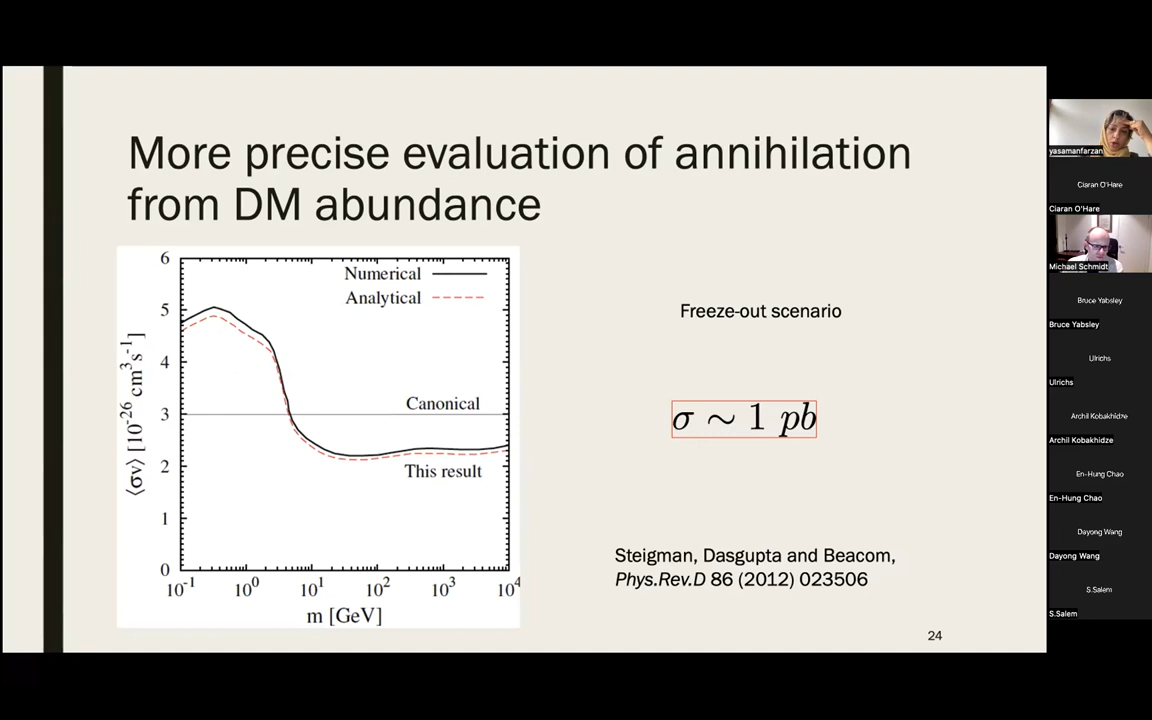 More precise evaluation of annihilation
from DM abundance
6
5
4
3
2
1
0
⟨σv⟩ [10⁻²⁶ cm³s⁻¹]
Numerical
Analytical
Canonical
This result
10⁻¹ 10⁰ 10¹ 10² 10³ 10⁴
m [GeV]
Freeze-out scenario
σ ∼ 1 pb
Steigman, Dasgupta and Beacom,
Phys.Rev.D 86 (2012) 023506
24
yasamanfarzan
Ciaran O'Hare
Ciaran O'Hare
Michael Schmidt
Bruce Yabsley
Bruce Yabsley
Ulrichs
Ulrichs
Archil Kobakhidze
Archil Kobakhidze
En-Hung Chao
En-Hung Chao
Dayong Wang
Dayong Wang
S.Salem
S.Salem